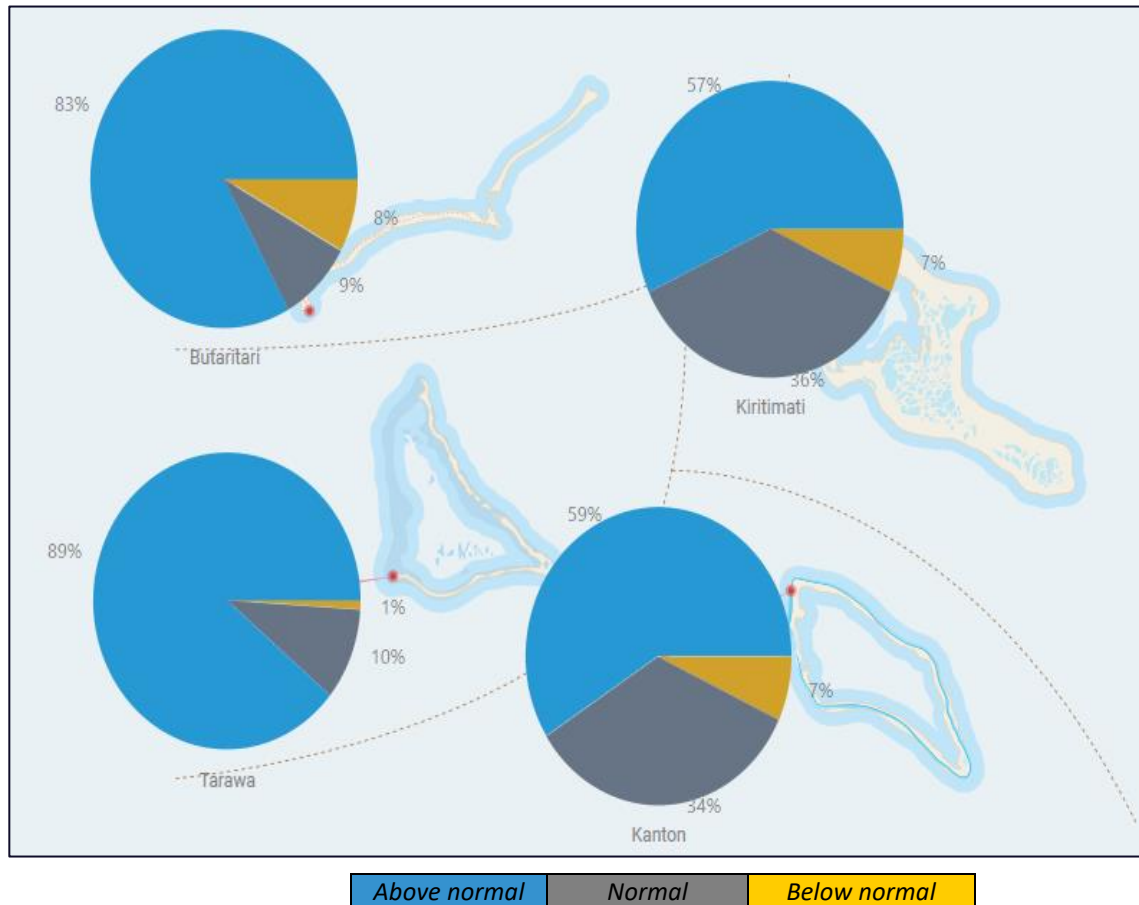 83%
8%
9%
Butaritari
57%
7%
36%
Kiritimati
89%
1%
10%
Tarawa
59%
7%
34%
Kanton
Above normal Normal Below normal